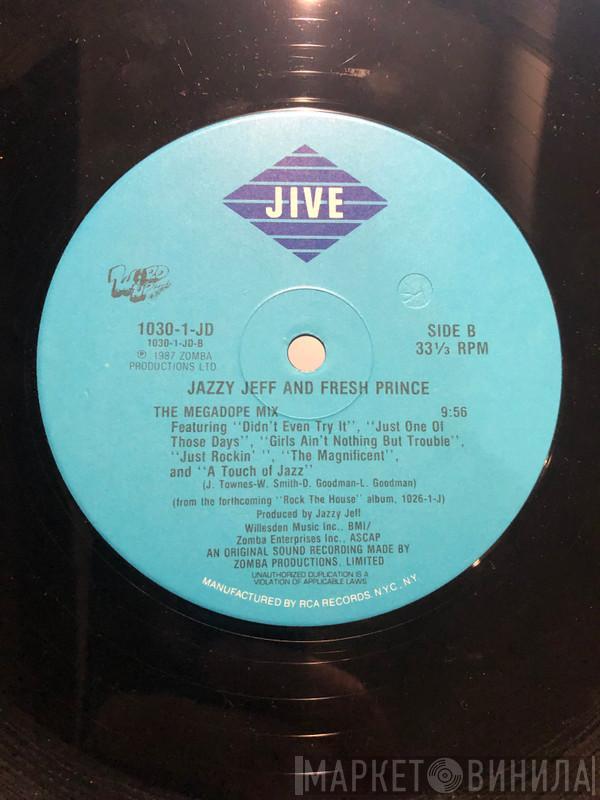 JIVE
WORD UP
1030-1-JD
1030-1-JD-B
℗ 1987 ZOMBA
PRODUCTIONS LTD.
SIDE B
33⅓ RPM
JAZZY JEFF AND FRESH PRINCE
THE MEGADOPE MIX 9:56
Featuring "Didn't Even Try It", "Just One Of
Those Days", "Girls Ain't Nothing But Trouble",
"Just Rockin' ", "The Magnificent",
and "A Touch of Jazz"
(J. Townes-W. Smith-D. Goodman-L. Goodman)
(from the forthcoming "Rock The House" album, 1026-1-J)
Produced by Jazzy Jeff
Willesden Music Inc., BMI/
Zomba Enterprises Inc., ASCAP
AN ORIGINAL SOUND RECORDING MADE BY
ZOMBA PRODUCTIONS, LIMITED
UNAUTHORIZED DUPLICATION IS A
VIOLATION OF APPLICABLE LAWS
MANUFACTURED BY RCA RECORDS, N.Y.C., N.Y.
МАРКЕТ ВИНИЛА